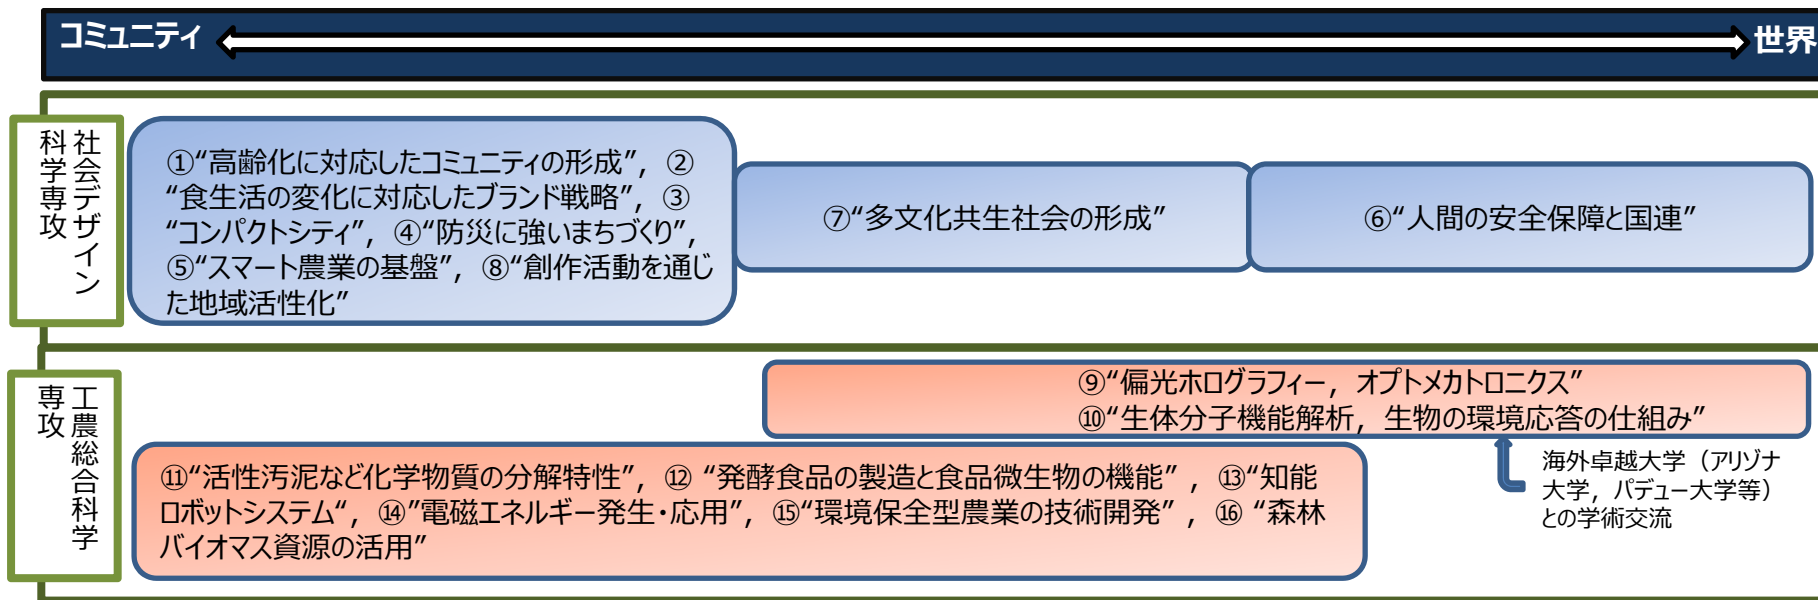 コミュニティ
世界
社会デザイン
科学専攻
①“高齢化に対応したコミュニティの形成”，②
“食生活の変化に対応したブランド戦略”，③
“コンパクトシティ”，④“防災に強いまちづくり”，
⑤“スマート農業の基盤”，⑧“創作活動を通じ
た地域活性化”
⑦“多文化共生社会の形成”
⑥“人間の安全保障と国連”
工農総合科学
専攻
⑨“偏光ホログラフィー，オプトメカトロニクス”
⑩“生体分子機能解析，生物の環境応答の仕組み”
⑪“活性汚泥など化学物質の分解特性”，⑫ “発酵食品の製造と食品微生物の機能” ，⑬“知能
ロボットシステム“，⑭”電磁エネルギー発生・応用”，⑮“環境保全型農業の技術開発” ，⑯ “森林
バイオマス資源の活用”
海外卓越大学（アリゾナ
大学，パデュー大学等）
との学術交流